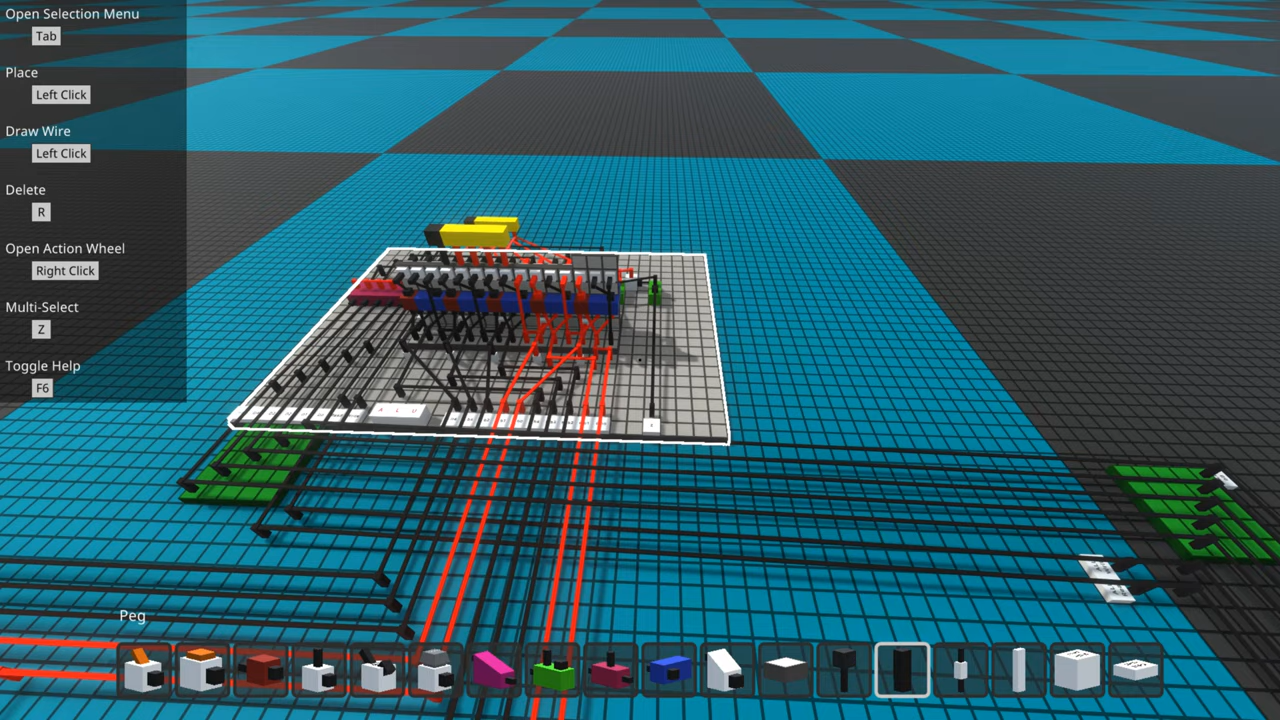 Open Selection Menu
Tab
Place
Left Click
Draw Wire
Left Click
Delete
R
Open Action Wheel
Right Click
Multi-Select
Z
Toggle Help
F6
Peg